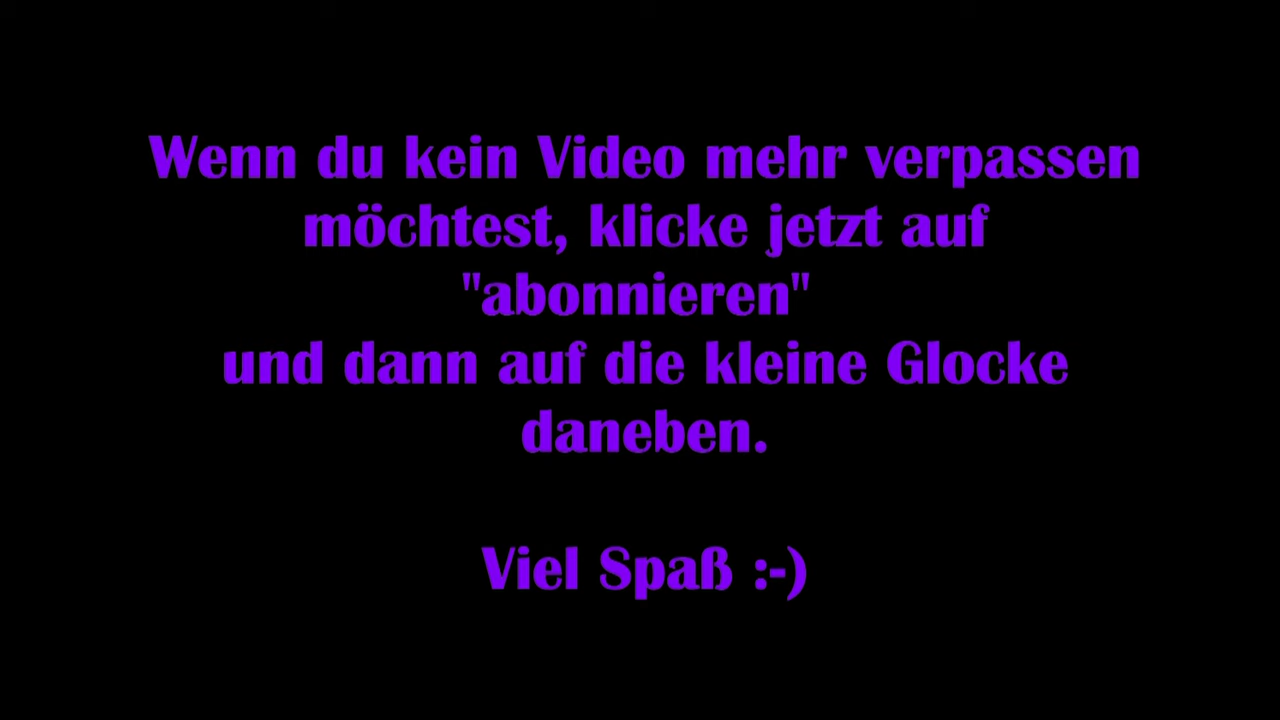 Wenn du kein Video mehr verpassen
möchtest, klicke jetzt auf
"abonnieren"
und dann auf die kleine Glocke
daneben.
Viel Spaß :-)